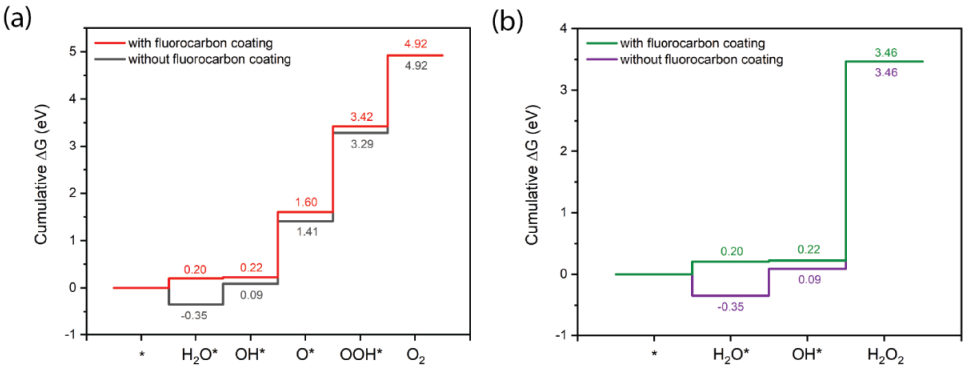 (a)
with fluorocarbon coating
without fluorocarbon coating
Cumulative ΔG (eV)
5
4
3
2
1
0
-1
4.92
4.92
3.42
3.29
1.60
1.41
0.20
0.22
-0.35
0.09
* H₂O* OH* O* OOH* O₂
(b)
with fluorocarbon coating
without fluorocarbon coating
Cumulative ΔG (eV)
4
3
2
1
0
-1
3.46
3.46
0.20
0.22
-0.35
0.09
* H₂O* OH* H₂O₂